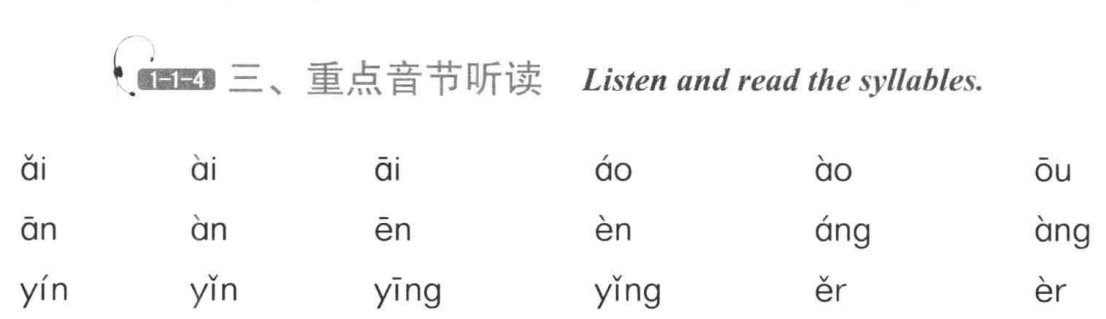 1-1-4 三、重点音节听读 Listen and read the syllables.
ǎi ài āi áo ào ōu
ān àn ēn èn áng àng
yín yǐn yīng yǐng ěr èr